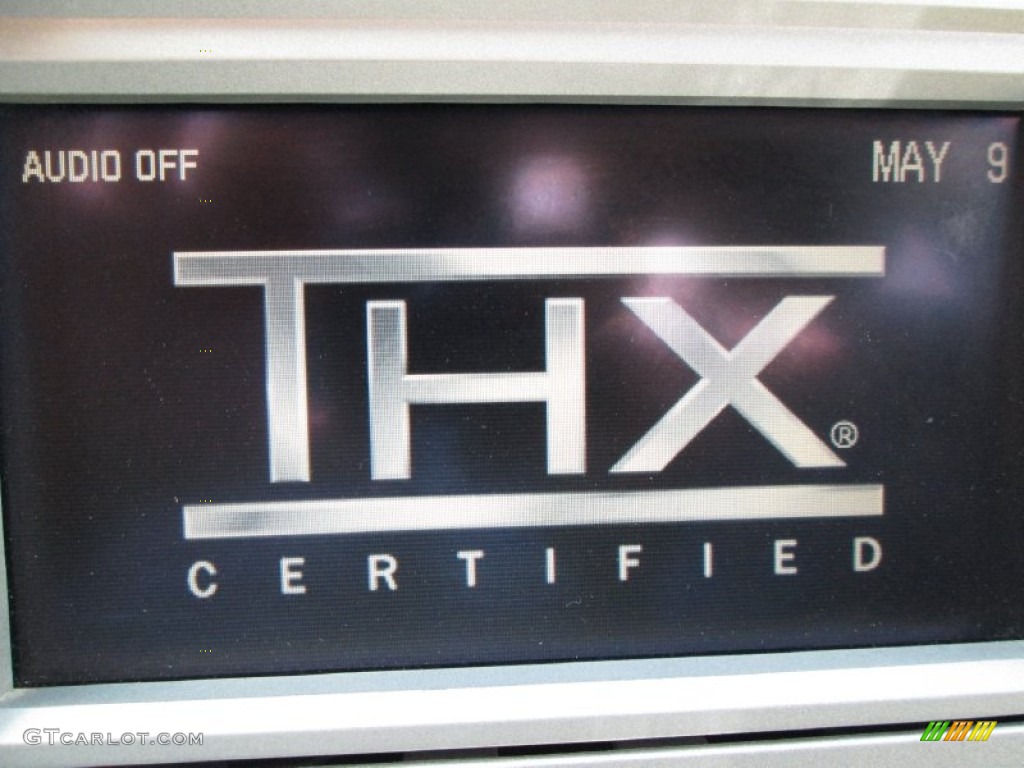 AUDIO OFF
MAY 9
THX®
CERTIFIED
GTCARLOT.COM